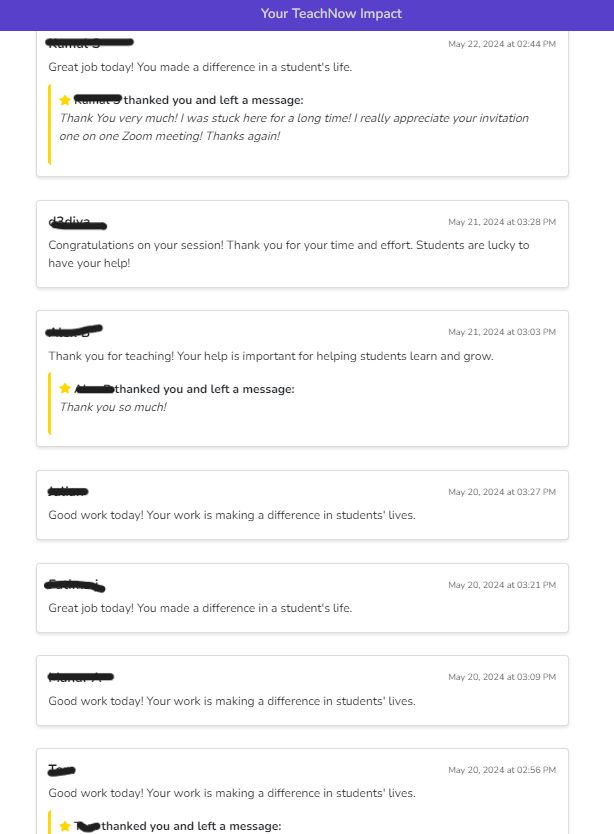 Your TeachNow Impact
May 22, 2024 at 02:44 PM
Great job today! You made a difference in a student's life.
thanked you and left a message:
Thank You very much! I was stuck here for a long time! I really appreciate your invitation
one on one Zoom meeting! Thanks again!
May 21, 2024 at 03:28 PM
Congratulations on your session! Thank you for your time and effort. Students are lucky to
have your help!
May 21, 2024 at 03:03 PM
Thank you for teaching! Your help is important for helping students learn and grow.
thanked you and left a message:
Thank you so much!
May 20, 2024 at 03:27 PM
Good work today! Your work is making a difference in students' lives.
May 20, 2024 at 03:21 PM
Great job today! You made a difference in a student's life.
May 20, 2024 at 03:09 PM
Good work today! Your work is making a difference in students' lives.
May 20, 2024 at 02:56 PM
Good work today! Your work is making a difference in students' lives.
thanked you and left a message: